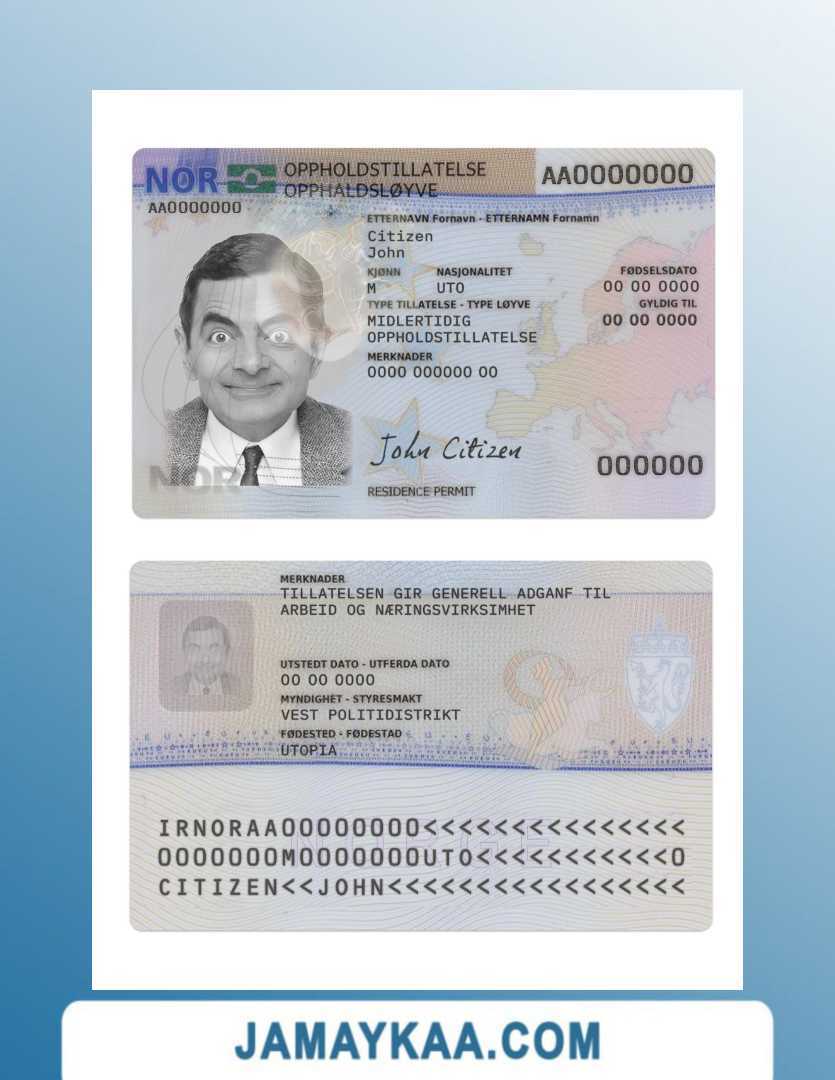 NOR
OPPHOLDSTILLATELSE
OPPHALDSLØYVE
AA0000000
AA0000000
ETTERNAVN Fornavn - ETTERNAMN Fornamn
Citizen
John
KJØNN NASJONALITET FØDSELSDATO
M UTO 00 00 0000
TYPE TILLATELSE - TYPE LØYVE GYLDIG TIL
MIDLERTIDIG 00 00 0000
OPPHOLDSTILLATELSE
MERKNADER
0000 000000 00
John Citizen
000000
NOR
RESIDENCE PERMIT
MERKNADER
TILLATELSEN GIR GENERELL ADGANF TIL
ARBEID OG NÆRINGSVIRKSIMHET
UTSTEDT DATO - UTFERDA DATO
00 00 0000
MYNDIGHET - STYRESMAKT
VEST POLITIDISTRIKT
FØDESTED - FØDESTAD
UTOPIA
NORGE
IRNORAA00000000<<<<<<<<<<<<<<<
0000000M0000000UTO<<<<<<<<<<<0
CITIZEN<<JOHN<<<<<<<<<<<<<<<<<
JAMAYKAA.COM